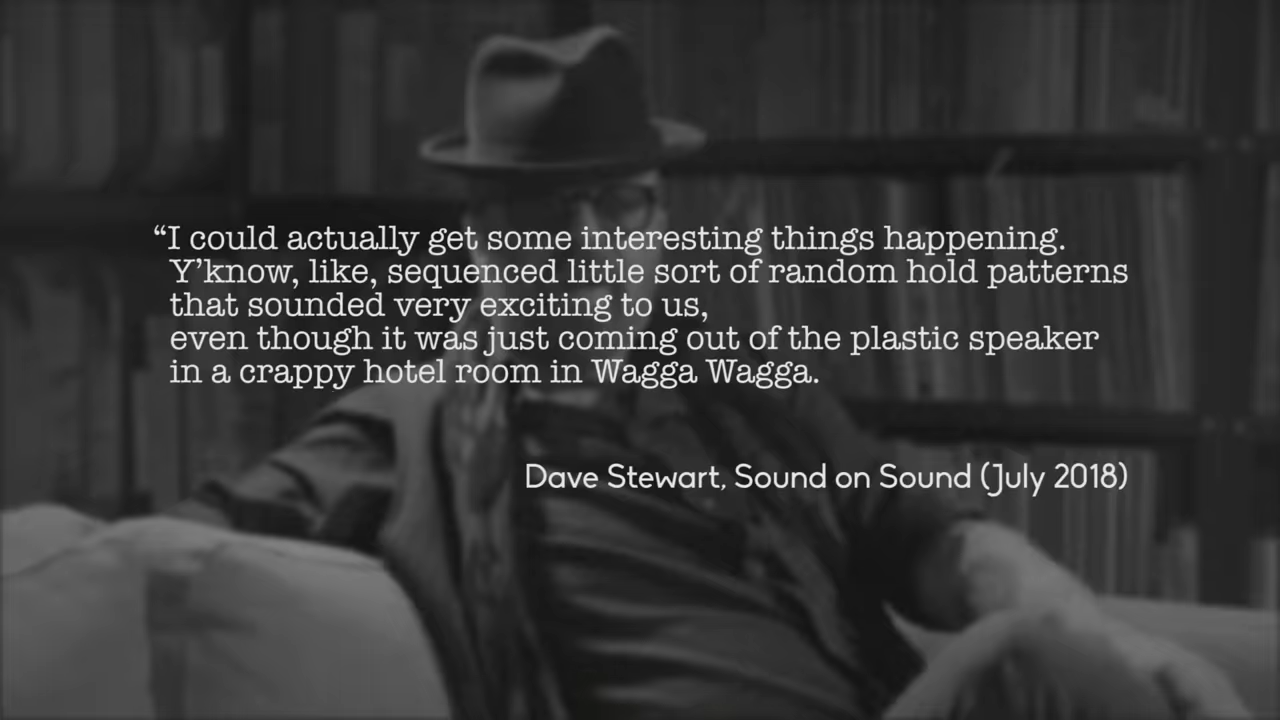 “I could actually get some interesting things happening.
Y’know, like, sequenced little sort of random hold patterns
that sounded very exciting to us,
even though it was just coming out of the plastic speaker
in a crappy hotel room in Wagga Wagga.
Dave Stewart, Sound on Sound (July 2018)